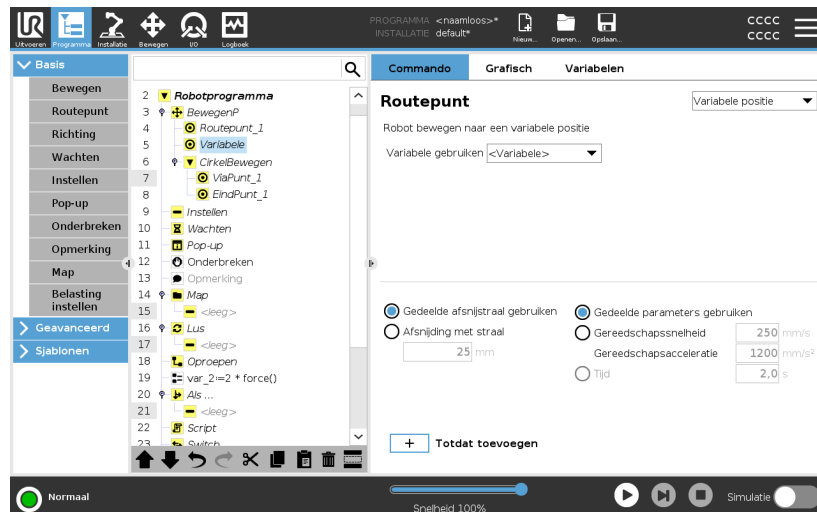 PROGRAMMA <naamloos>*
INSTALLATIE default*
UR
Uitvoeren Programma Installatie Bewegen I/O Logboek
Nieuw... Openen... Opslaan...
CCCC
CCCC
Basis
Bewegen
Routepunt
Richting
Wachten
Instellen
Pop-up
Onderbreken
Opmerking
Map
Belasting
instellen
Geavanceerd
Sjablonen
2 Robotprogramma
3 BewegenP
4 Routepunt_1
5 Variabele
6 CirkelBewegen
7 ViaPunt_1
8 EindPunt_1
9 Instellen
10 Wachten
11 Pop-up
12 Onderbreken
13 Opmerking
14 Map
15 <leeg>
16 Lus
17 <leeg>
18 Oproepen
19 var_2:=2 * force()
20 Als ...
21 <leeg>
22 Script
23 Switch
Commando Grafisch Variabelen
Routepunt
Variabele positie
Robot bewegen naar een variabele positie
Variabele gebruiken <Variabele>
Gedeelde afsnijstraal gebruiken
Afsnijding met straal
25 mm
Gedeelde parameters gebruiken
Gereedschapssnelheid 250 mm/s
Gereedschapsacceleratie 1200 mm/s²
Tijd 2,0 s
+ Totdat toevoegen
Normaal
Snelheid 100%
Simulatie